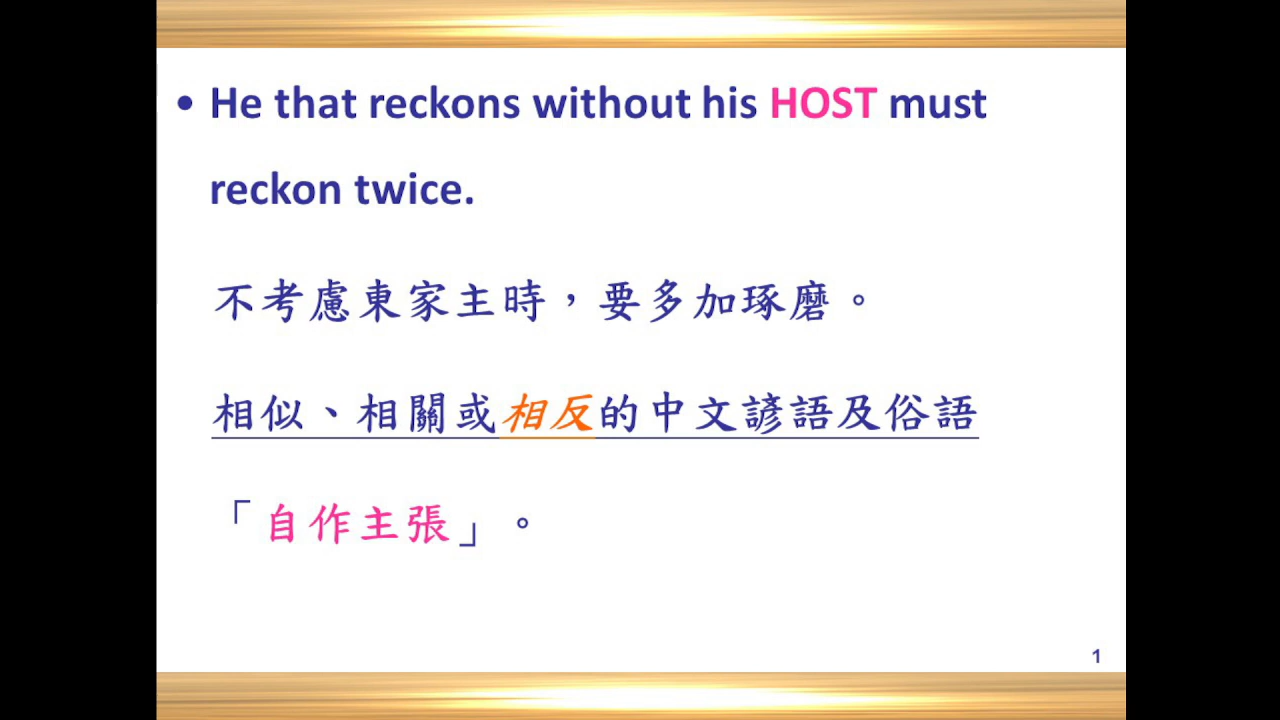 • He that reckons without his HOST must
reckon twice.
不考慮東家主時，要多加琢磨。
相似、相關或相反的中文諺語及俗語
「自作主張」。
1